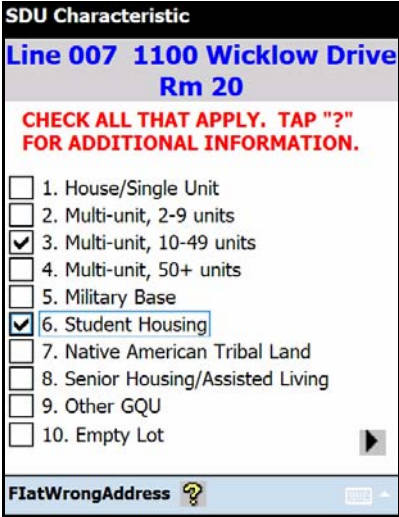 SDU Characteristic
Line 007 1100 Wicklow Drive
Rm 20
CHECK ALL THAT APPLY. TAP "?"
FOR ADDITIONAL INFORMATION.
1. House/Single Unit
2. Multi-unit, 2-9 units
3. Multi-unit, 10-49 units
4. Multi-unit, 50+ units
5. Military Base
6. Student Housing
7. Native American Tribal Land
8. Senior Housing/Assisted Living
9. Other GQU
10. Empty Lot
FIatWrongAddress ?